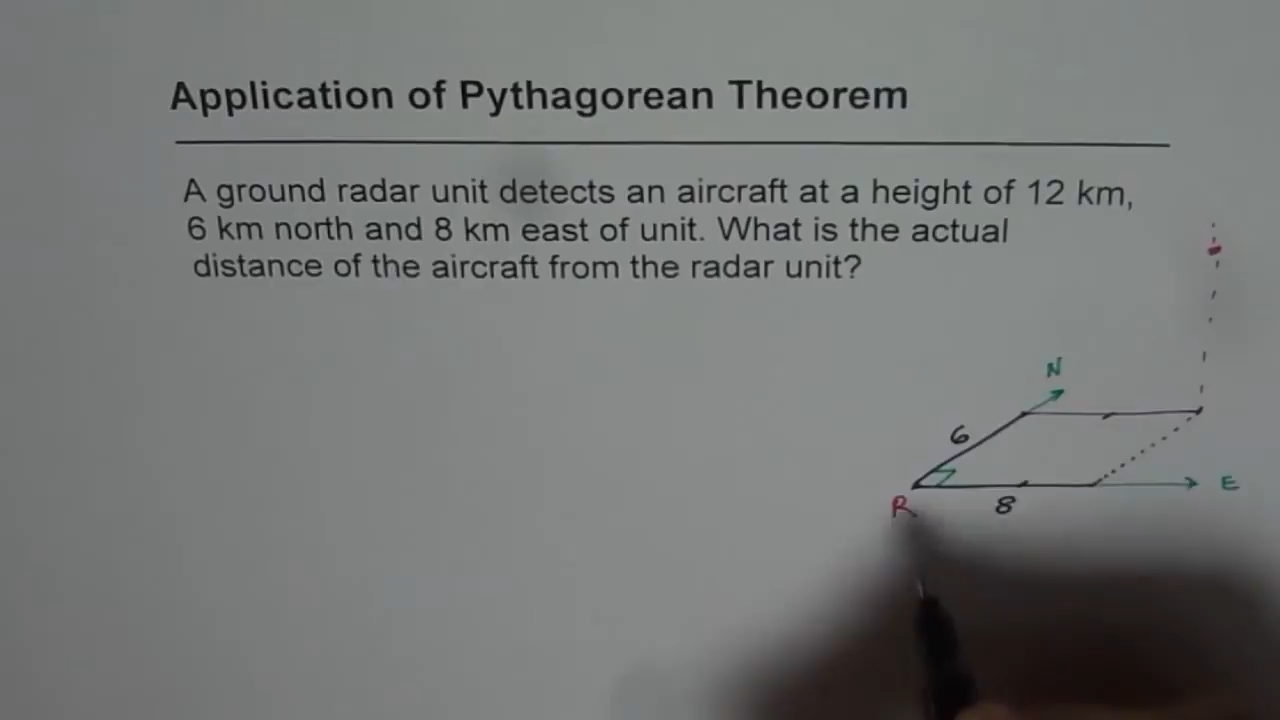 Application of Pythagorean Theorem
A ground radar unit detects an aircraft at a height of 12 km,
6 km north and 8 km east of unit. What is the actual
distance of the aircraft from the radar unit?
N
6
E
R
8